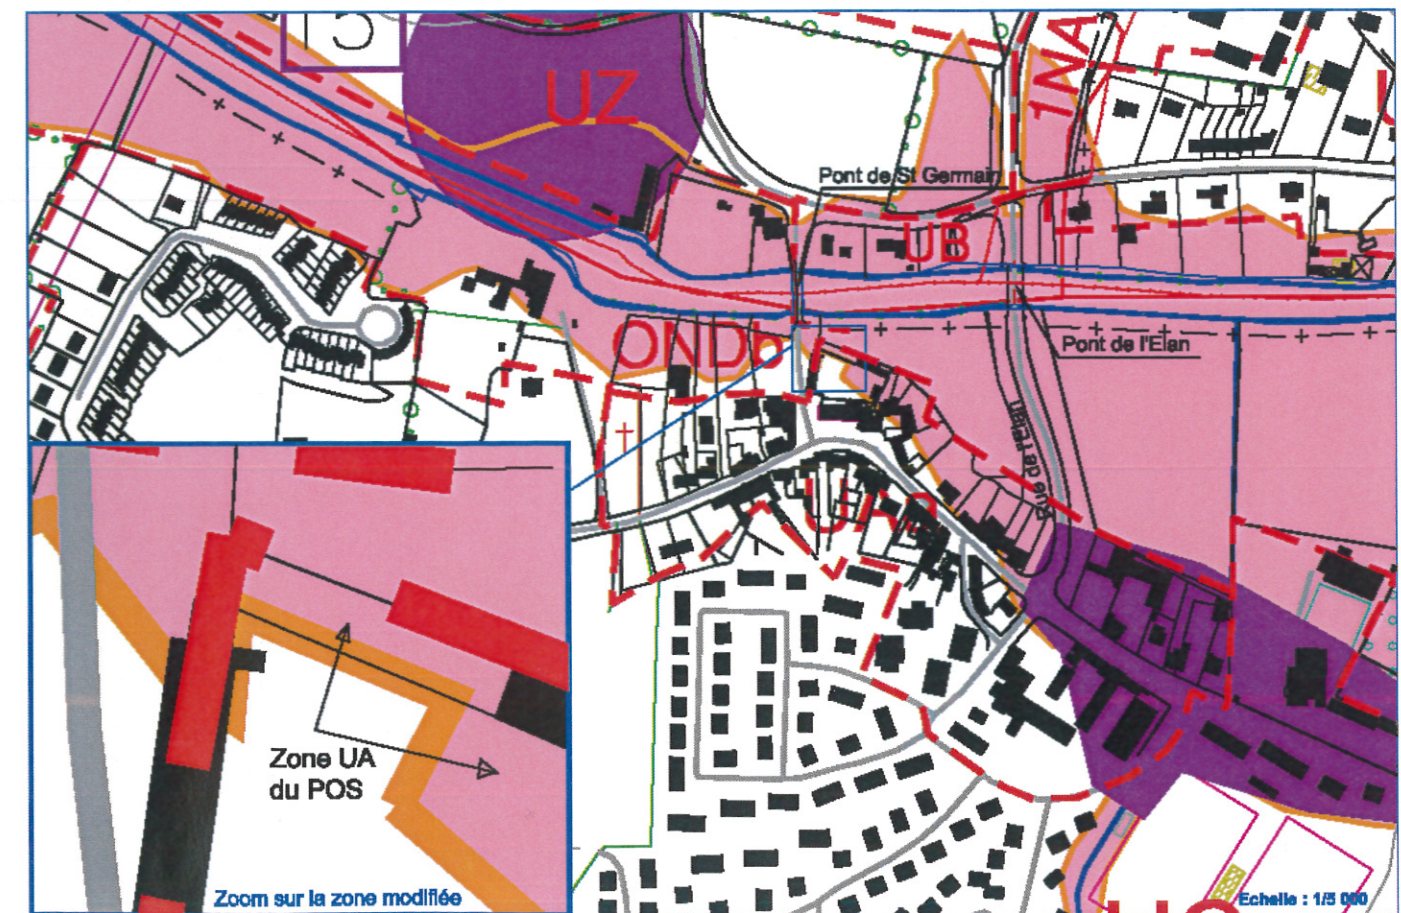 15
UZ
1NA
Pont de St Germain
UB
ONDb
Pont de l'Elan
Rue de l'Elan
Zone UA
du POS
Zoom sur la zone modifiée
Echelle : 1/5 000